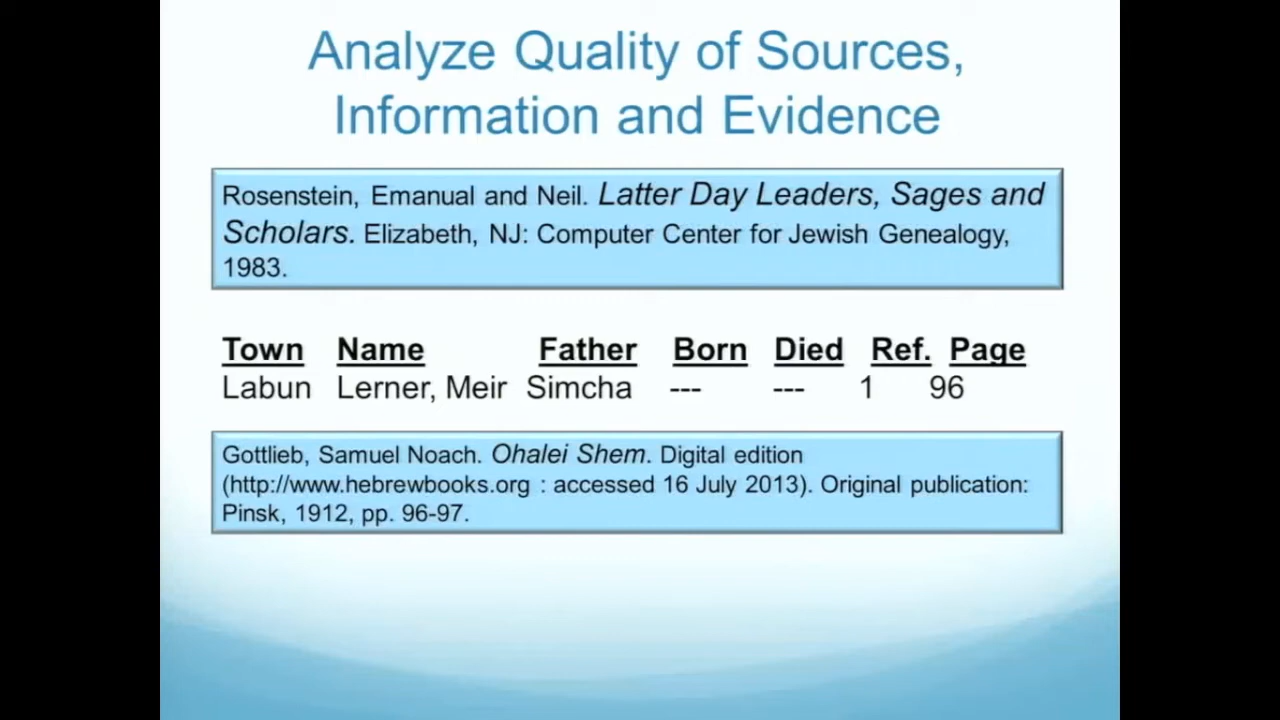 Analyze Quality of Sources,
Information and Evidence
Rosenstein, Emanual and Neil. Latter Day Leaders, Sages and
Scholars. Elizabeth, NJ: Computer Center for Jewish Genealogy,
1983.
Town Name Father Born Died Ref. Page
Labun Lerner, Meir Simcha --- --- 1 96
Gottlieb, Samuel Noach. Ohalei Shem. Digital edition
(http://www.hebrewbooks.org : accessed 16 July 2013). Original publication:
Pinsk, 1912, pp. 96-97.